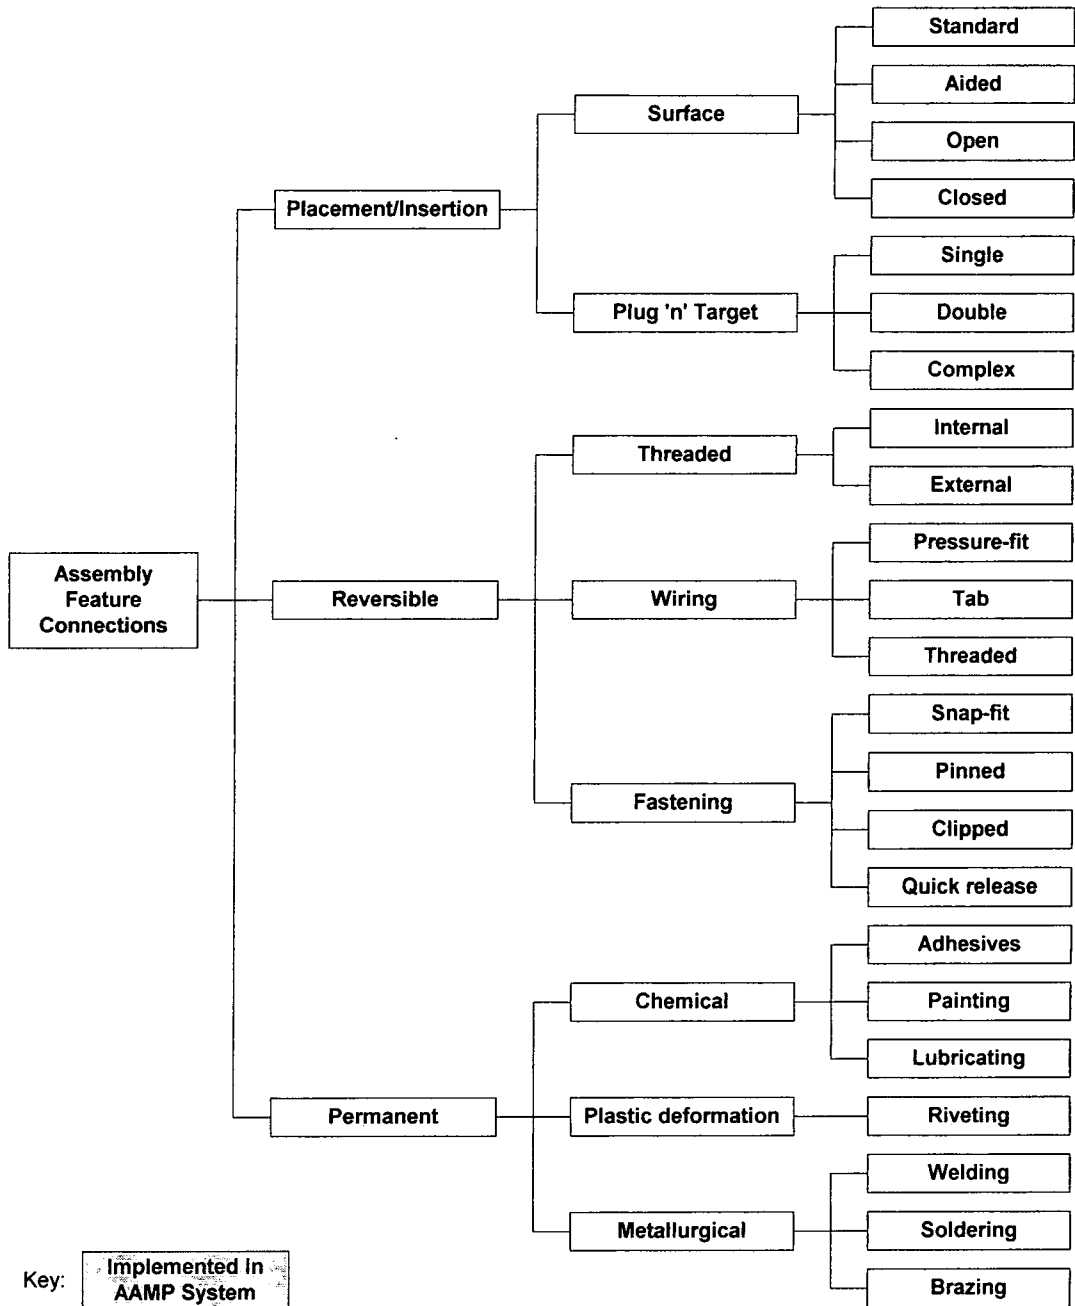 Standard
Aided
Surface
Open
Closed
Placement/Insertion
Single
Plug 'n' Target
Double
Complex
Internal
Threaded
External
Pressure-fit
Assembly
Feature
Connections
Reversible
Wiring
Tab
Threaded
Snap-fit
Pinned
Fastening
Clipped
Quick release
Adhesives
Chemical
Painting
Lubricating
Permanent
Plastic deformation
Riveting
Welding
Metallurgical
Soldering
Brazing
Key:
Implemented in
AAMP System